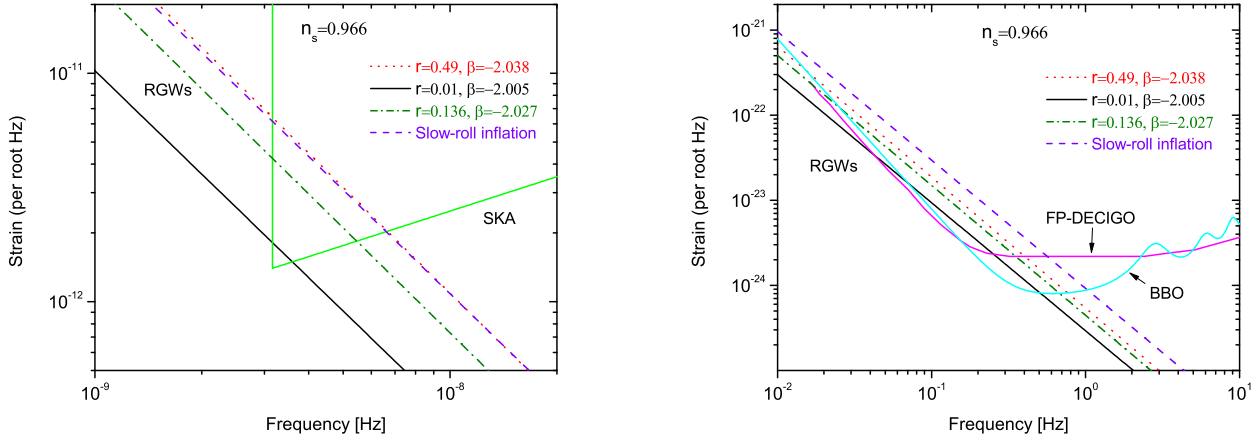 n_s=0.966
r=0.49, β=−2.038
r=0.01, β=−2.005
r=0.136, β=−2.027
Slow-roll inflation
RGWs
SKA
10^-11
10^-12
10^-9
10^-8
Strain (per root Hz)
Frequency [Hz]
n_s=0.966
r=0.49, β=−2.038
r=0.01, β=−2.005
r=0.136, β=−2.027
Slow-roll inflation
RGWs
FP-DECIGO
BBO
10^-21
10^-22
10^-23
10^-24
10^-2
10^-1
10^0
10^1
Strain (per root Hz)
Frequency [Hz]